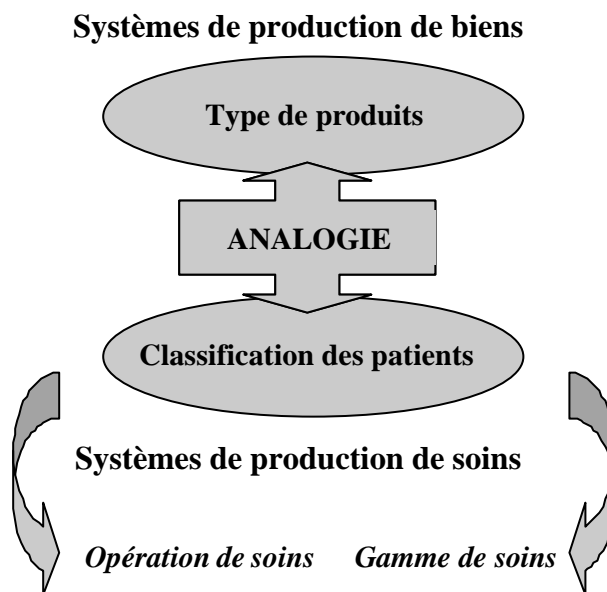 Systèmes de production de biens
Type de produits
ANALOGIE
Classification des patients
Systèmes de production de soins
Opération de soins Gamme de soins